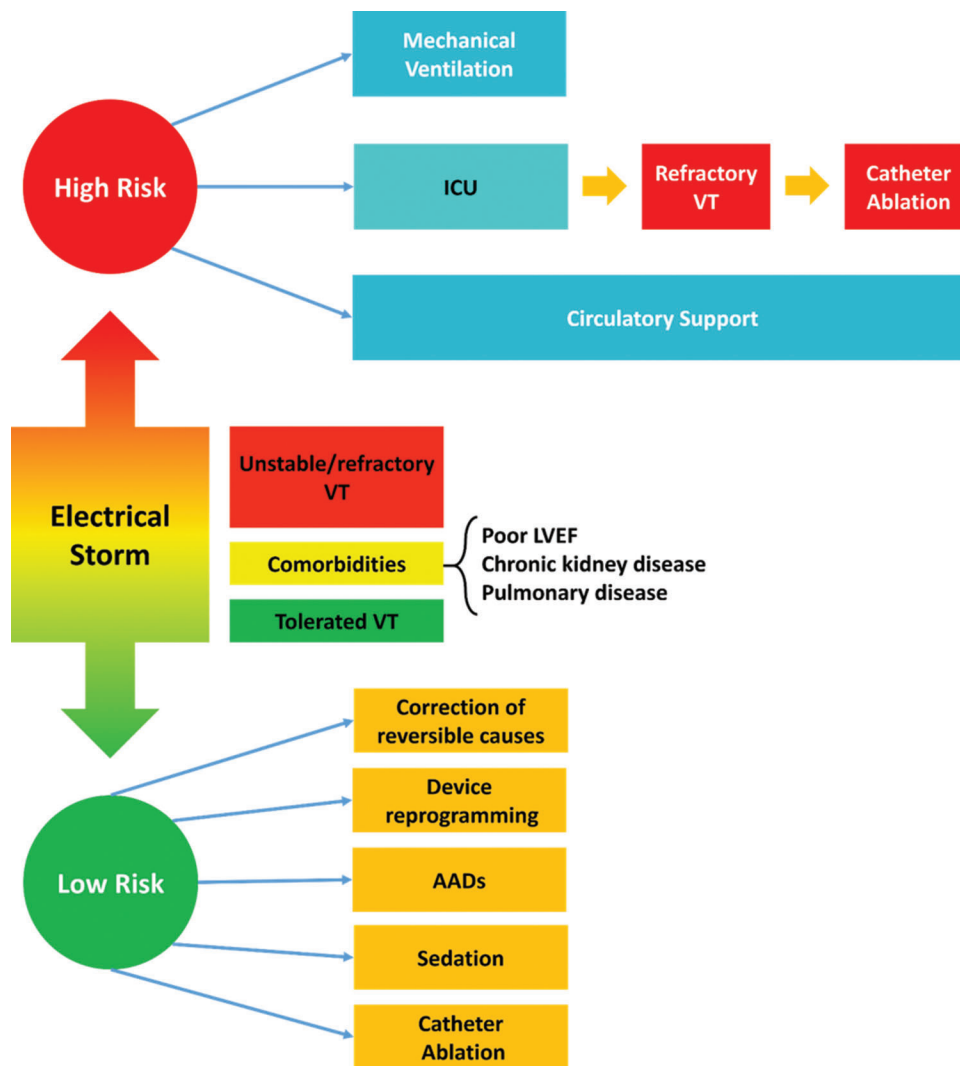 Mechanical
Ventilation
High Risk
ICU
Refractory
VT
Catheter
Ablation
Circulatory Support
Electrical
Storm
Unstable/refractory
VT
Comorbidities
Poor LVEF
Chronic kidney disease
Pulmonary disease
Tolerated VT
Correction of
reversible causes
Device
reprogramming
Low Risk
AADs
Sedation
Catheter
Ablation